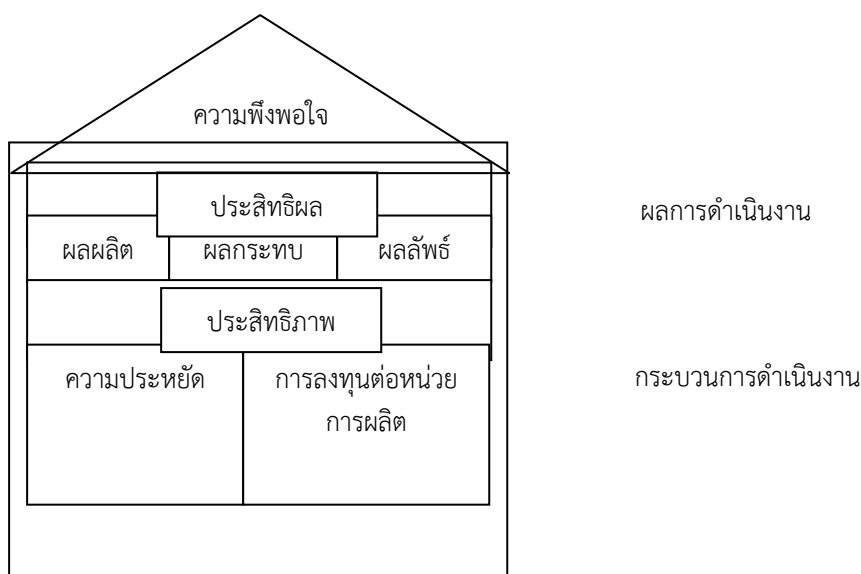 ความพึงพอใจ
ประสิทธิผล
ผลการดำเนินงาน
ผลผลิต
ผลกระทบ
ผลลัพธ์
ประสิทธิภาพ
ความประหยัด
การลงทุนต่อหน่วย
การผลิต
กระบวนการดำเนินงาน